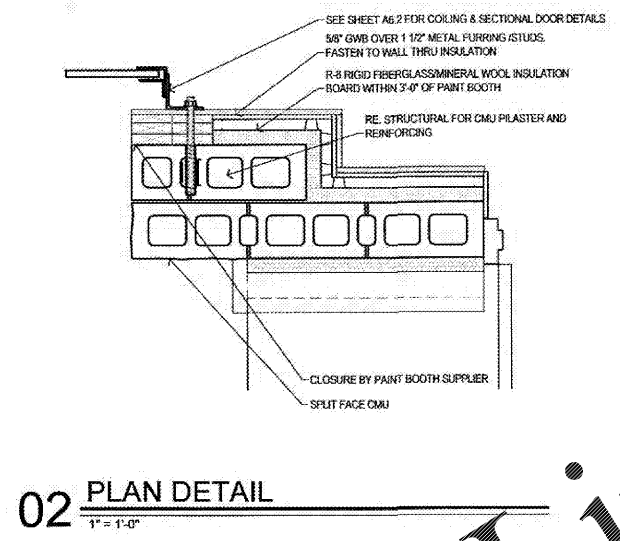 SEE SHEET A6.2 FOR COILING & SECTIONAL DOOR DETAILS
5/8" GWB OVER 1 1/2" METAL FURRING /STUDS.
FASTEN TO WALL THRU INSULATION
R-8 RIGID FIBERGLASS/MINERAL WOOL INSULATION
BOARD WITHIN 3'-0" OF PAINT BOOTH
RE. STRUCTURAL FOR CMU PILASTER AND
REINFORCING
CLOSURE BY PAINT BOOTH SUPPLIER
SPLIT FACE CMU
02 PLAN DETAIL
1" = 1'-0"